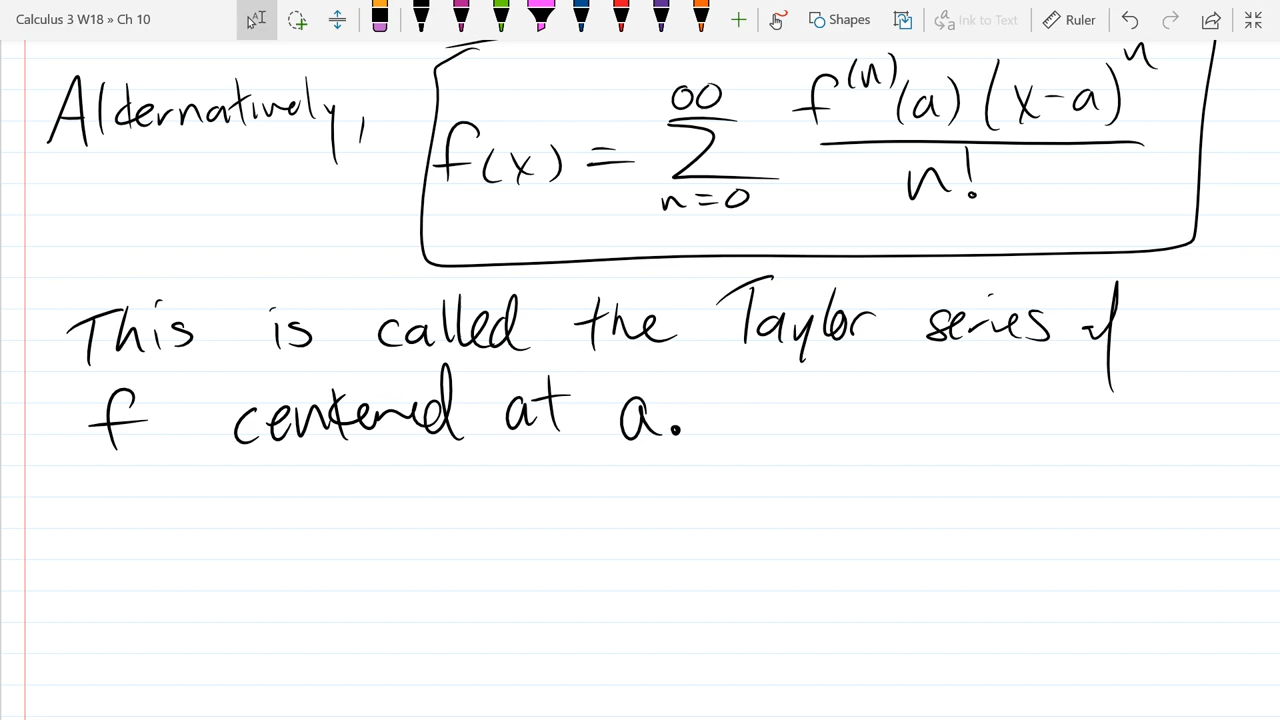 Calculus 3 W18 » Ch 10
Shapes
Ink to Text
Ruler
Alternatively, f(x) = ∑_{n=0}^{∞} f^{(n)}(a) (x-a)^n / n!
This is called the Taylor series of
f centered at a.